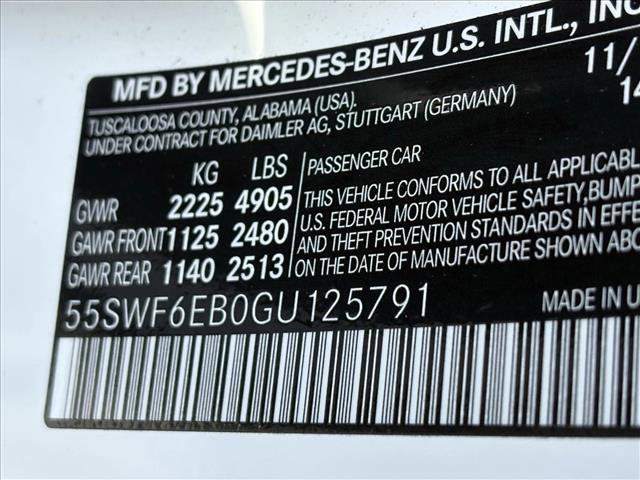 MFD BY MERCEDES-BENZ U.S. INTL., INC
11/
14
TUSCALOOSA COUNTY, ALABAMA (USA).
UNDER CONTRACT FOR DAIMLER AG, STUTTGART (GERMANY)
KG LBS
GVWR 2225 4905
GAWR FRONT 1125 2480
GAWR REAR 1140 2513
PASSENGER CAR
THIS VEHICLE CONFORMS TO ALL APPLICABLE
U.S. FEDERAL MOTOR VEHICLE SAFETY, BUMP
AND THEFT PREVENTION STANDARDS IN EFFE
ON THE DATE OF MANUFACTURE SHOWN ABO
55SWF6EB0GU125791
MADE IN U